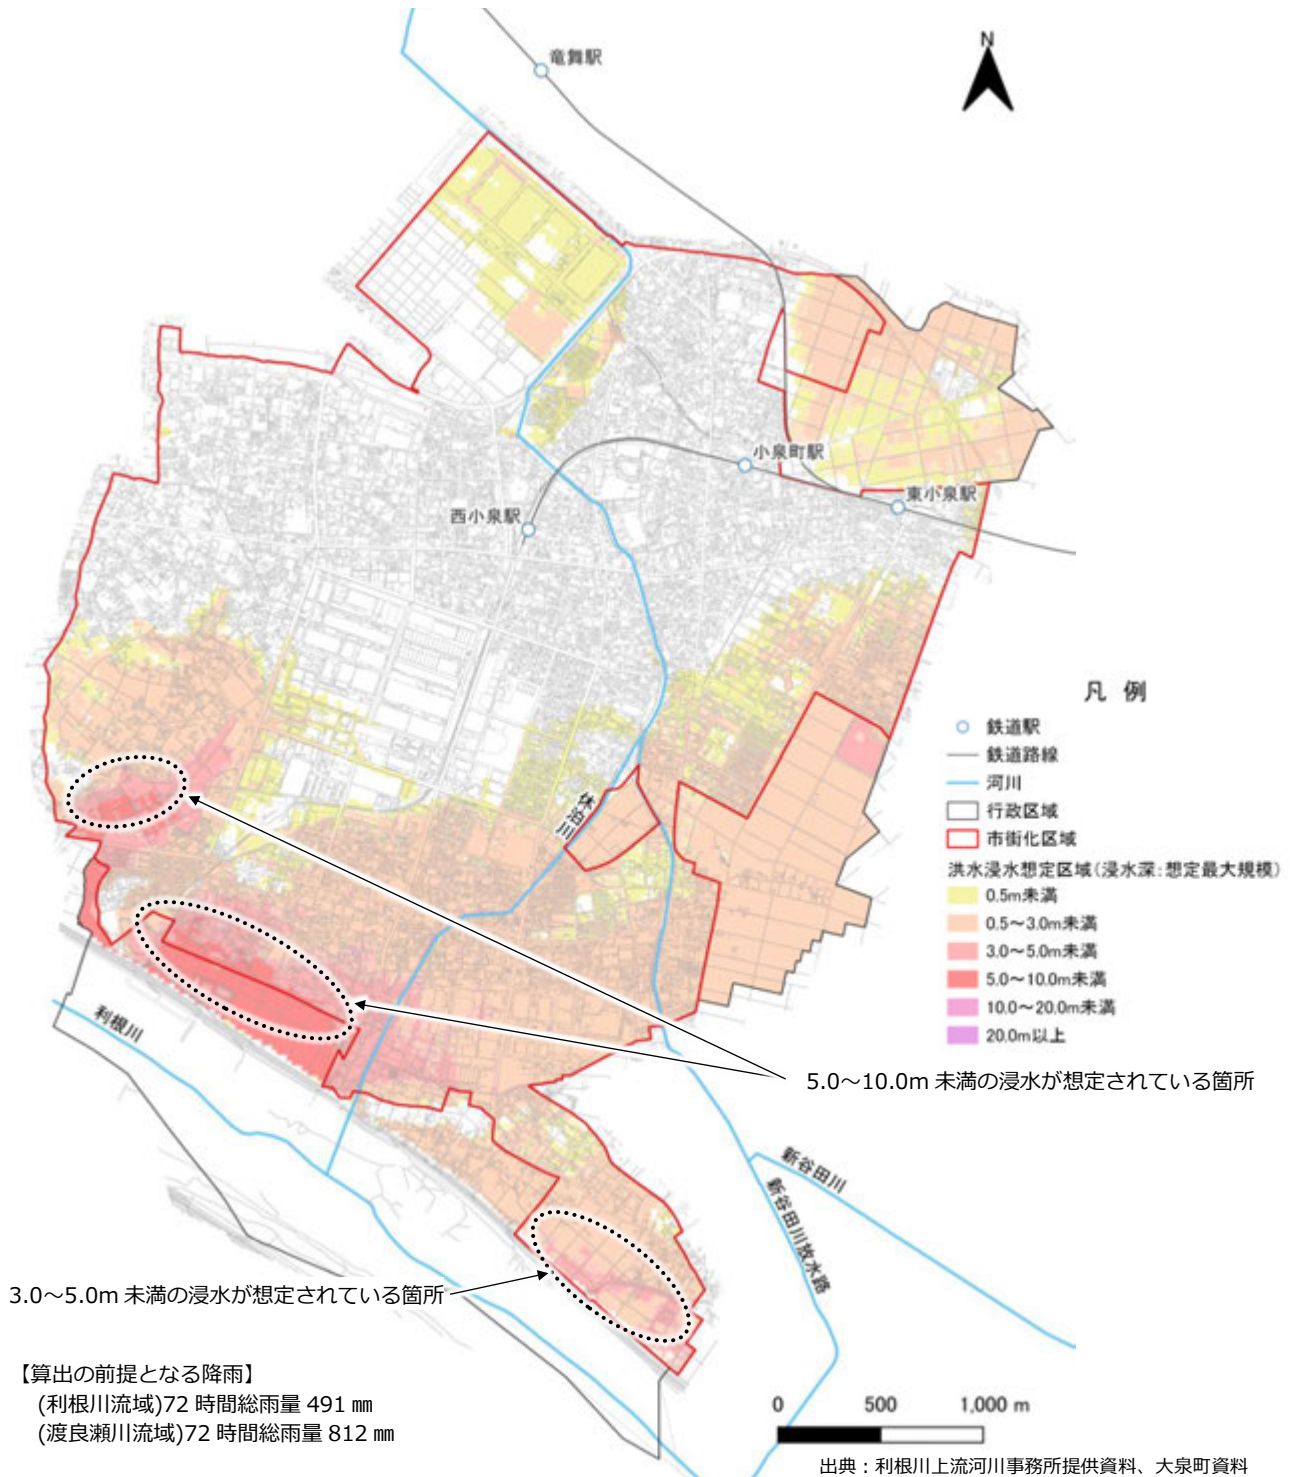 N
竜舞駅
小泉町駅
東小泉駅
西小泉駅
凡 例
鉄道駅
鉄道路線
河川
行政区域
市街化区域
洪水浸水想定区域(浸水深:想定最大規模)
0.5m未満
0.5～3.0m未満
3.0～5.0m未満
5.0～10.0m未満
10.0～20.0m未満
20.0m以上
休泊川
利根川
5.0～10.0m 未満の浸水が想定されている箇所
新谷田川
新谷田川放水路
3.0～5.0m 未満の浸水が想定されている箇所
【算出の前提となる降雨】
(利根川流域)72 時間総雨量 491 ㎜
(渡良瀬川流域)72 時間総雨量 812 ㎜
0 500 1,000 m
出典：利根川上流河川事務所提供資料、大泉町資料